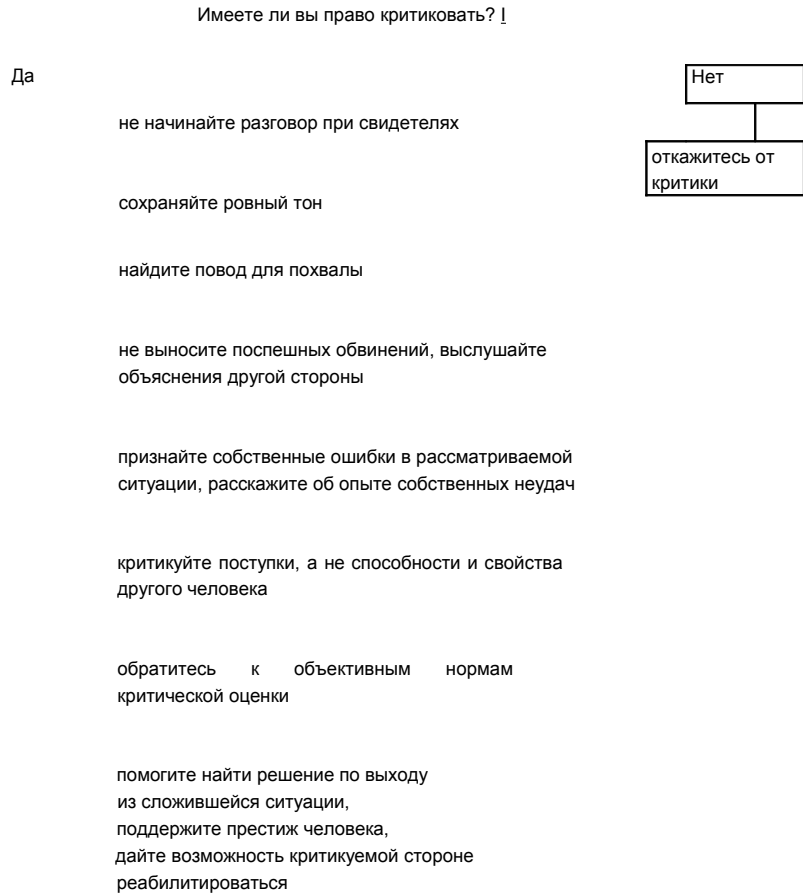 Имеете ли вы право критиковать? I
Да
Нет
не начинайте разговор при свидетелях
откажитесь от
критики
сохраняйте ровный тон
найдите повод для похвалы
не выносите поспешных обвинений, выслушайте
объяснения другой стороны
признайте собственные ошибки в рассматриваемой
ситуации, расскажите об опыте собственных неудач
критикуйте поступки, а не способности и свойства
другого человека
обратитесь к объективным нормам
критической оценки
помогите найти решение по выходу
из сложившейся ситуации,
поддержите престиж человека,
дайте возможность критикуемой стороне
реабилитироваться